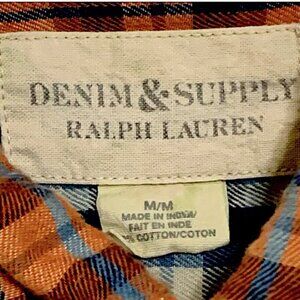 DENIM & SUPPLY
RALPH LAUREN
M/M
MADE IN INDIA/
FAIT EN INDE
COTTON/COTON